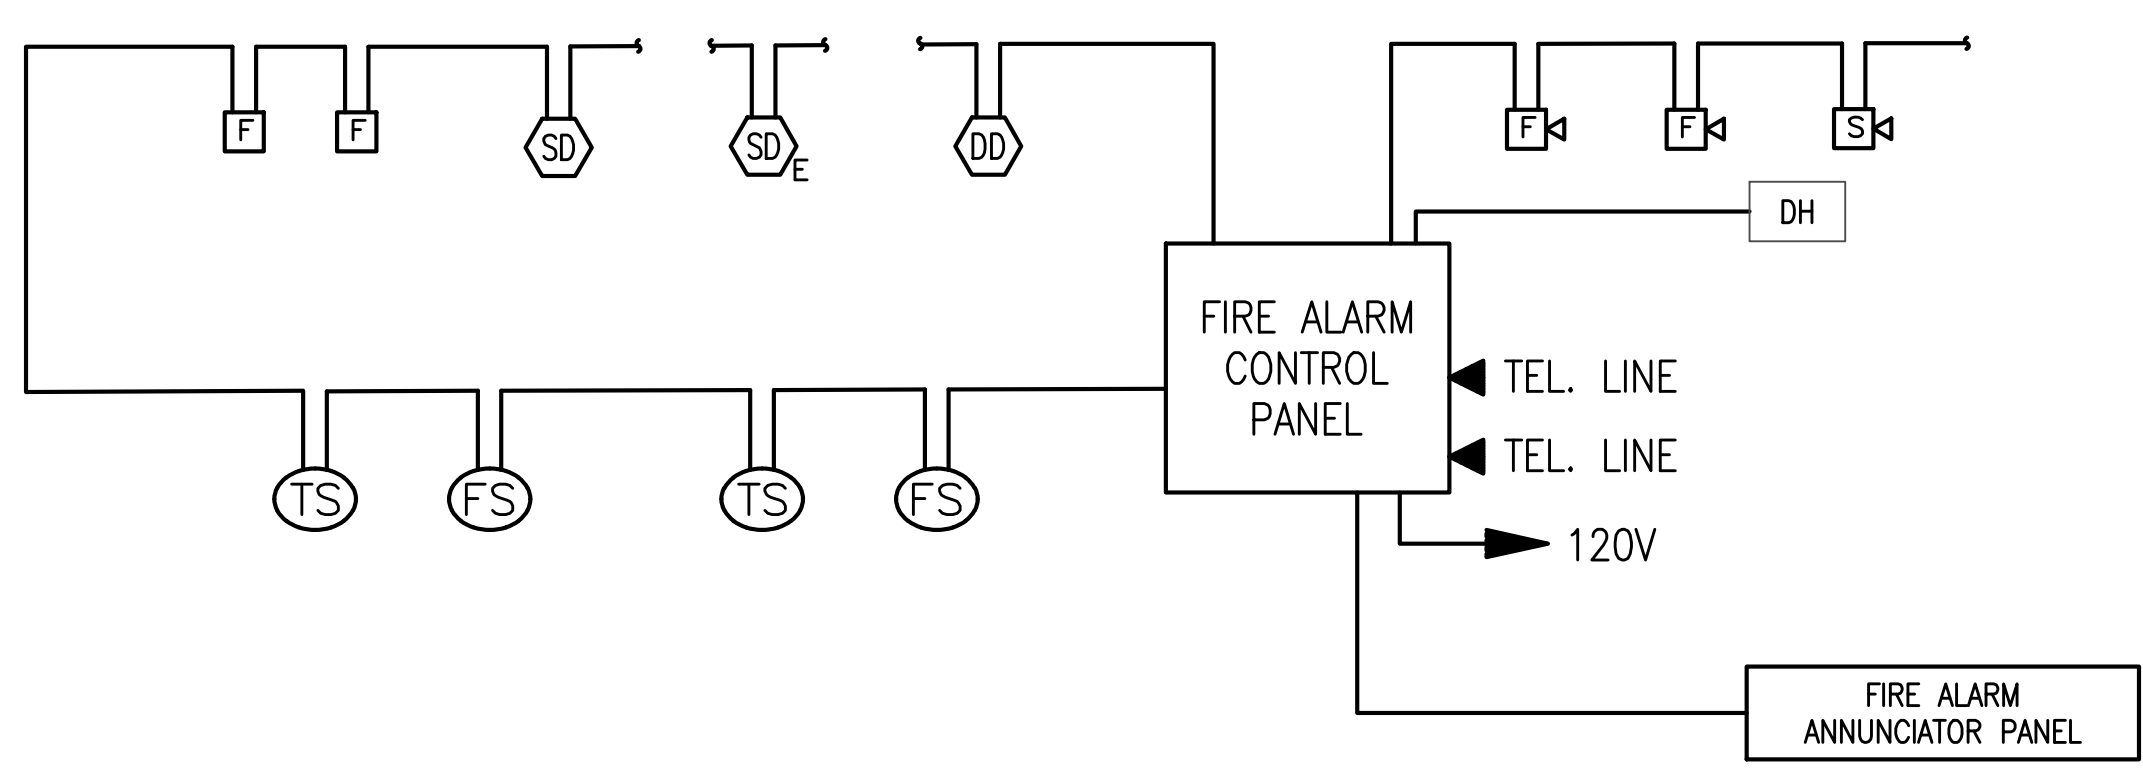 F
F
SD
SD
E
DD
F
F
S
DH
FIRE ALARM
CONTROL
PANEL
TEL. LINE
TEL. LINE
TS
FS
TS
FS
120V
FIRE ALARM
ANNUNCIATOR PANEL